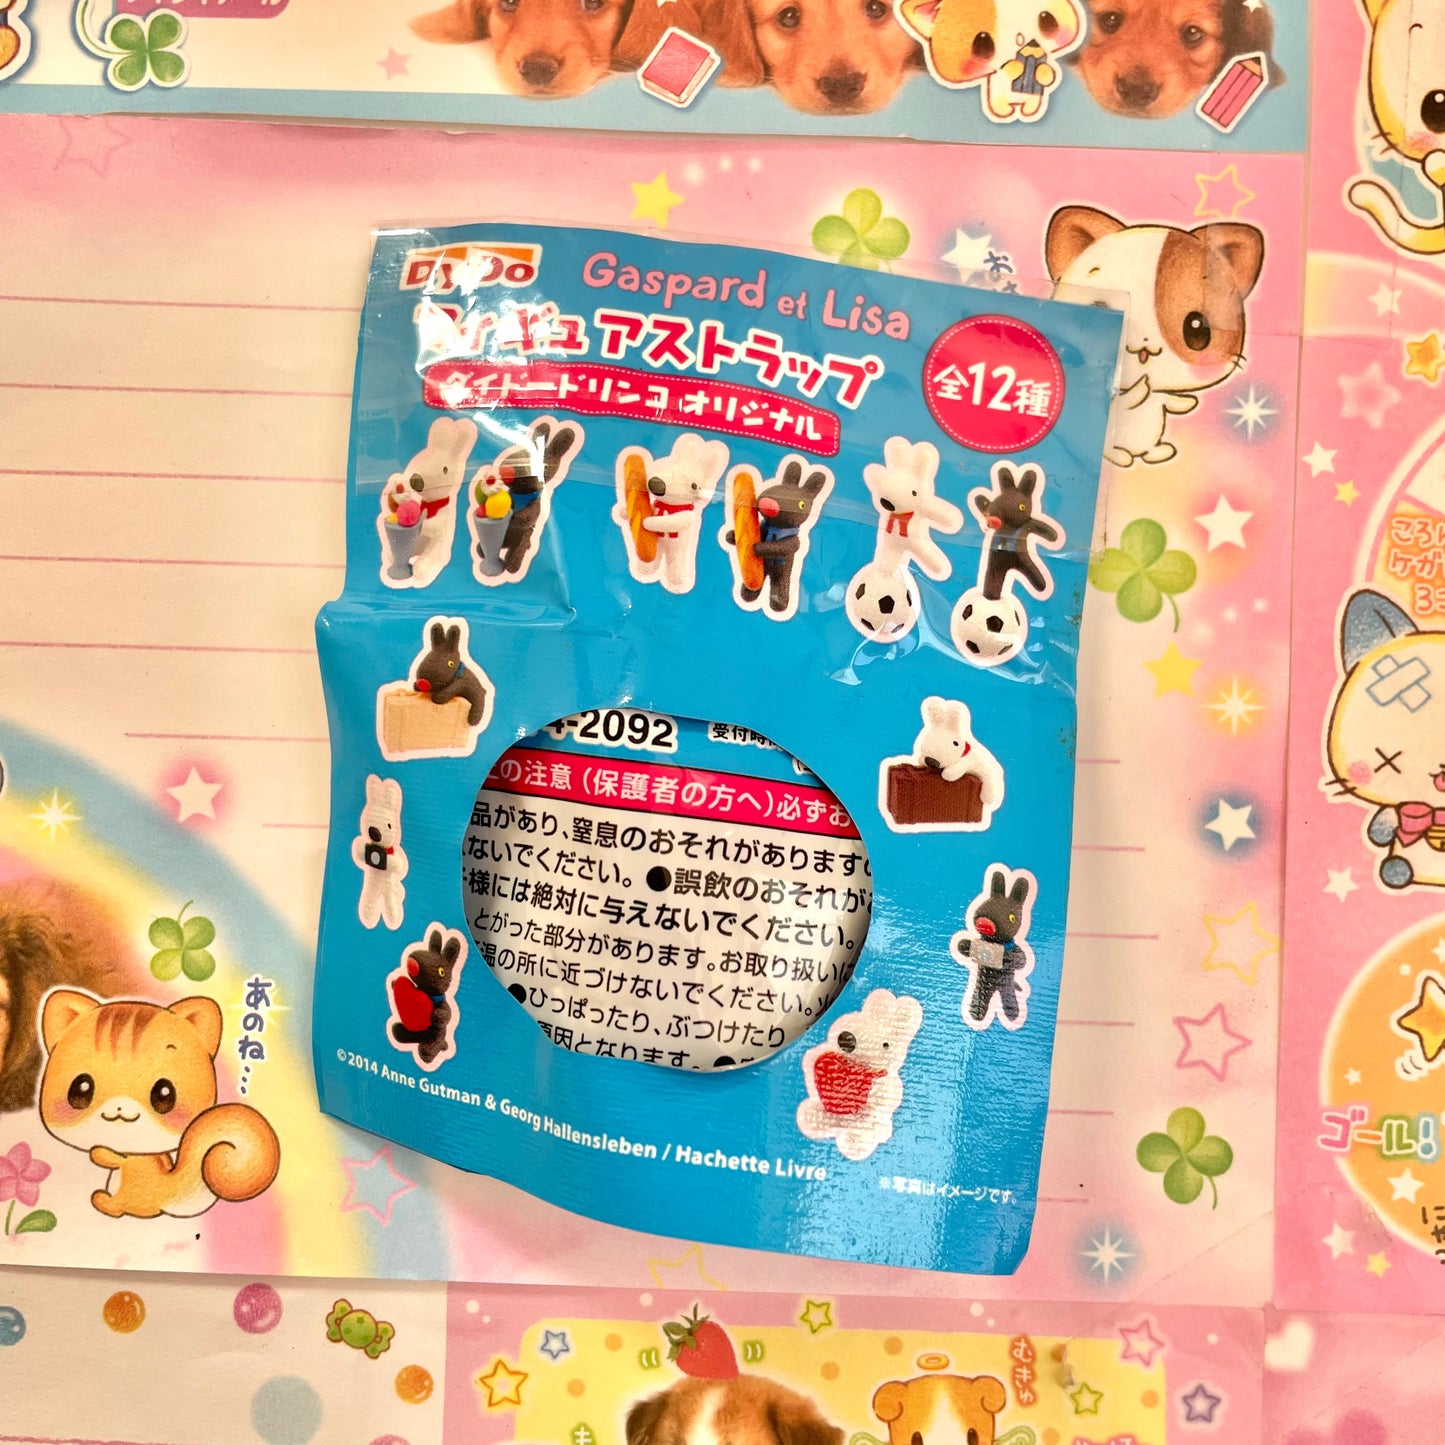 DyDo
Gaspard et Lisa
フィギュアストラップ
ダイドードリンコ オリジナル
全12種
4-2092
受付時間
の注意（保護者の方へ）必ずお
品があり、窒息のおそれがあります
ないでください。●誤飲のおそれが
様には絶対に与えないでください。
とがった部分があります。お取り扱いに
温の所に近づけないでください。
●ひっぱったり、ぶつけたり
原因となります。●
©2014 Anne Gutman & Georg Hallensleben / Hachette Livre
※写真はイメージです。
あのね…
ゴール!
むきゅ